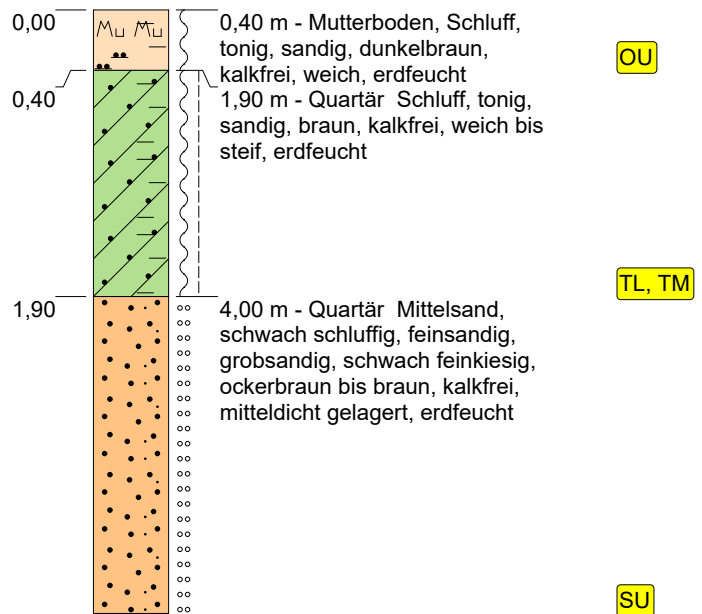 0,00
Mu Mu
0,40 m - Mutterboden, Schluff,
tonig, sandig, dunkelbraun,
kalkfrei, weich, erdfeucht
OU
0,40
1,90 m - Quartär Schluff, tonig,
sandig, braun, kalkfrei, weich bis
steif, erdfeucht
TL, TM
1,90
4,00 m - Quartär Mittelsand,
schwach schluffig, feinsandig,
grobsandig, schwach feinkiesig,
ockerbraun bis braun, kalkfrei,
mitteldicht gelagert, erdfeucht
SU